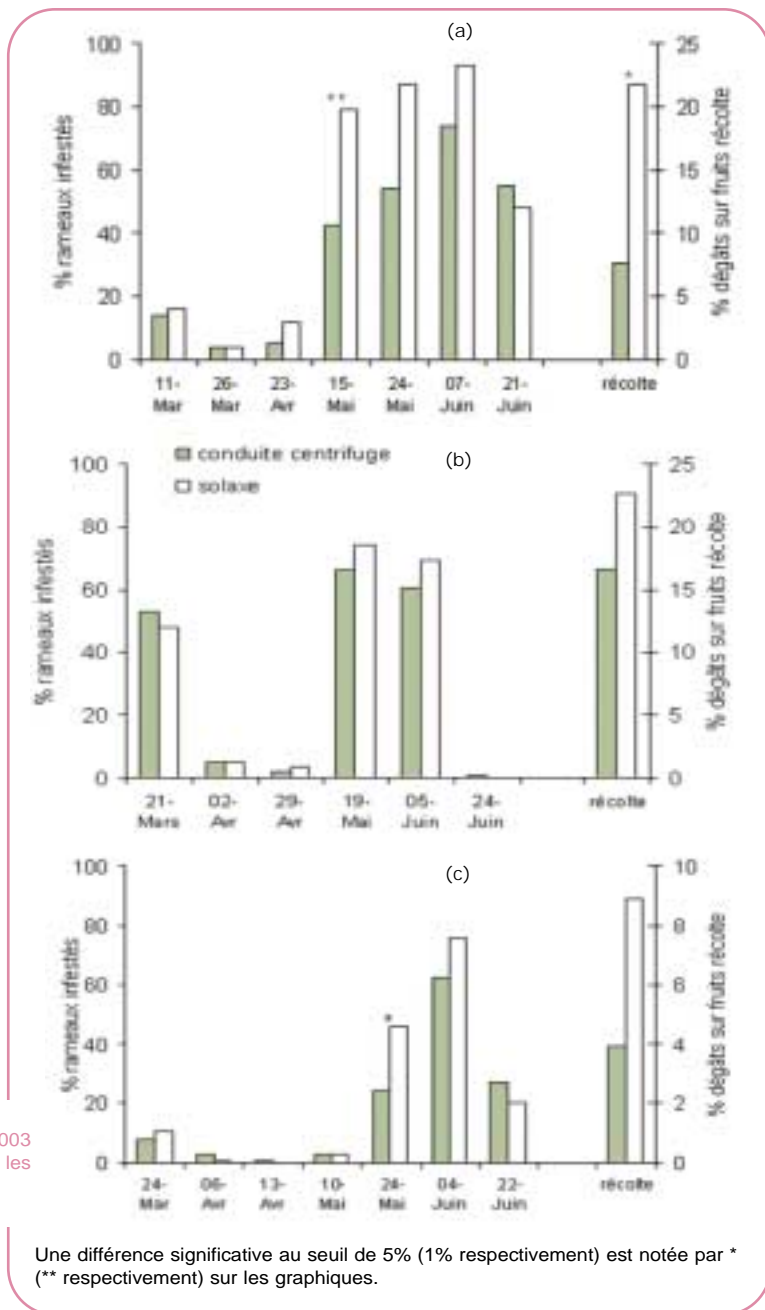 (a)
100
80
60
40
20
0
% rameaux infestés
25
20
15
10
5
0
% dégâts sur fruits récolte
**
*
11-Mar
26-Mar
23-Avr
15-Mai
24-Mai
07-Juin
21-Juin
récolte
conduite centrifuge
solaxe
(b)
100
80
60
40
20
0
% rameaux infestés
25
20
15
10
5
0
% dégâts sur fruits récolte
21-Mars
02-Avr
29-Avr
19-Mai
05-Juin
24-Juin
récolte
(c)
100
80
60
40
20
0
% rameaux infestés
10
8
6
4
2
0
% dégâts sur fruits récolte
*
24-Mar
06-Avr
13-Avr
10-Mai
24-Mai
04-Juin
22-Juin
récolte
003
les
Une différence significative au seuil de 5% (1% respectivement) est notée par *
(** respectivement) sur les graphiques.